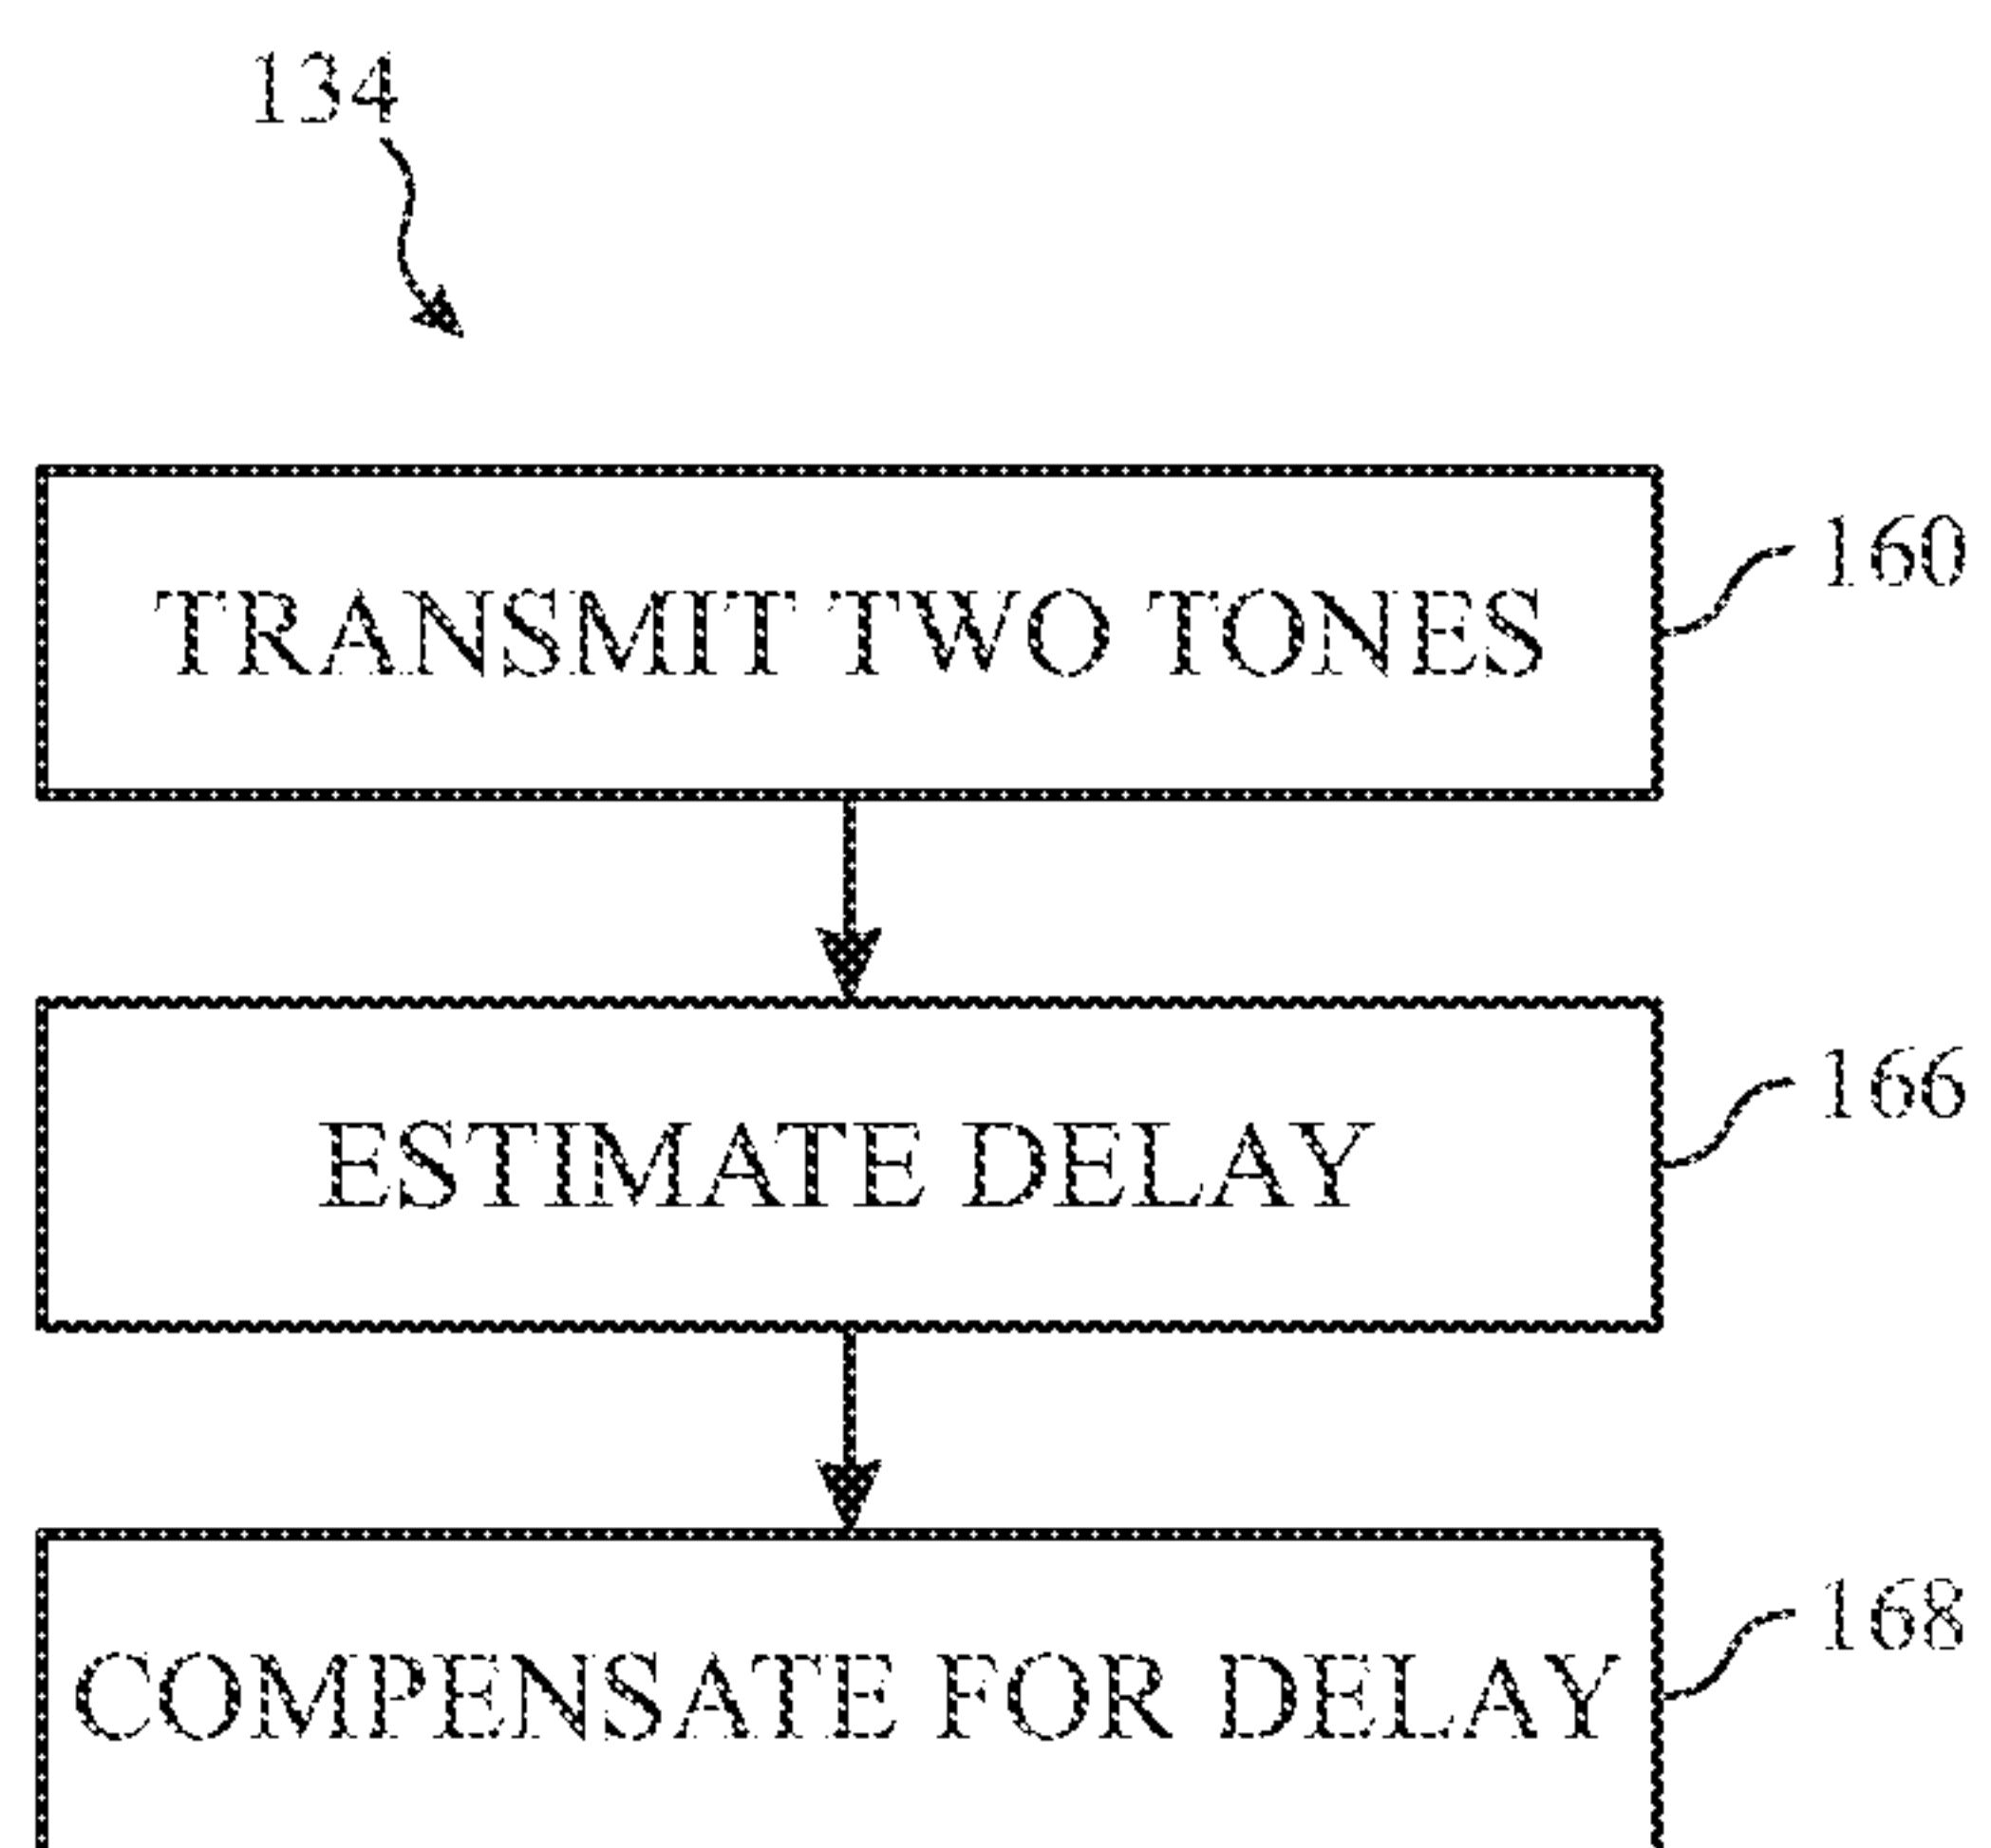 134
TRANSMIT TWO TONES
160
ESTIMATE DELAY
166
COMPENSATE FOR DELAY
168